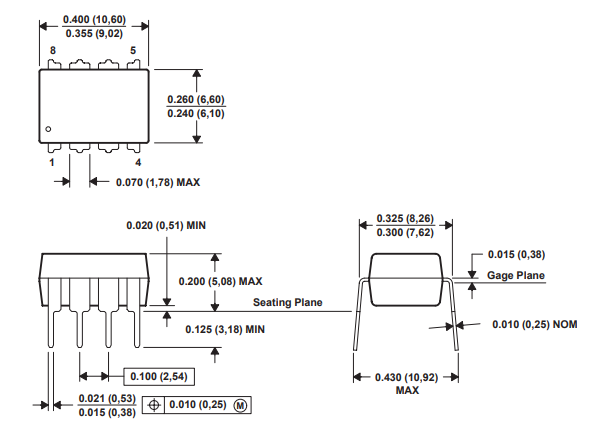 0.400 (10,60)
0.355 (9,02)
8 5
0.260 (6,60)
0.240 (6,10)
1 4
0.070 (1,78) MAX
0.020 (0,51) MIN
0.325 (8,26)
0.300 (7,62)
0.015 (0,38)
0.200 (5,08) MAX
Gage Plane
Seating Plane
0.125 (3,18) MIN
0.010 (0,25) NOM
0.100 (2,54)
0.430 (10,92)
MAX
0.021 (0,53)
0.015 (0,38)
0.010 (0,25) Ⓜ